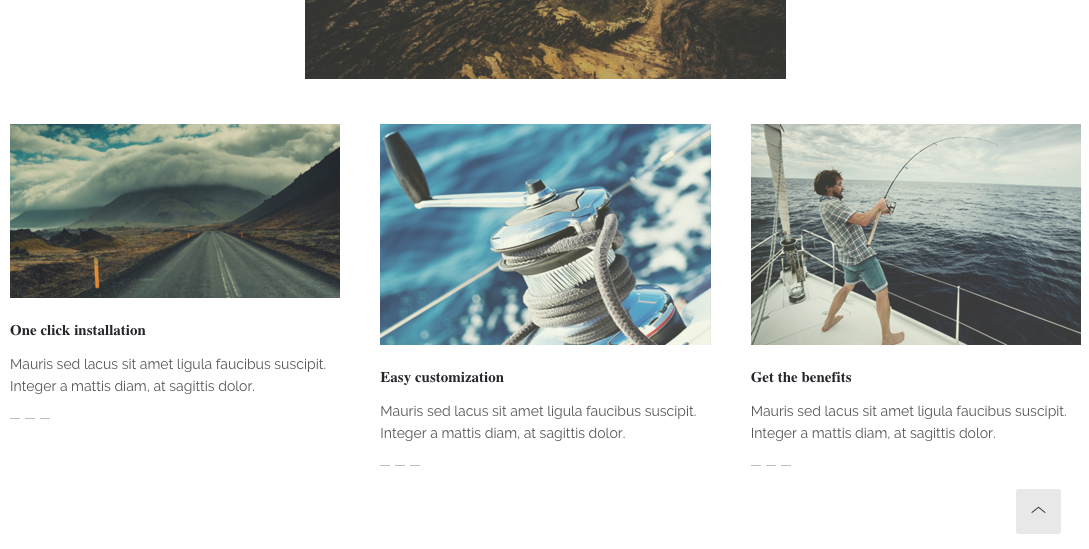 One click installation
Mauris sed lacus sit amet ligula faucibus suscipit.
Integer a mattis diam, at sagittis dolor.
Easy customization
Mauris sed lacus sit amet ligula faucibus suscipit.
Integer a mattis diam, at sagittis dolor.
Get the benefits
Mauris sed lacus sit amet ligula faucibus suscipit.
Integer a mattis diam, at sagittis dolor.